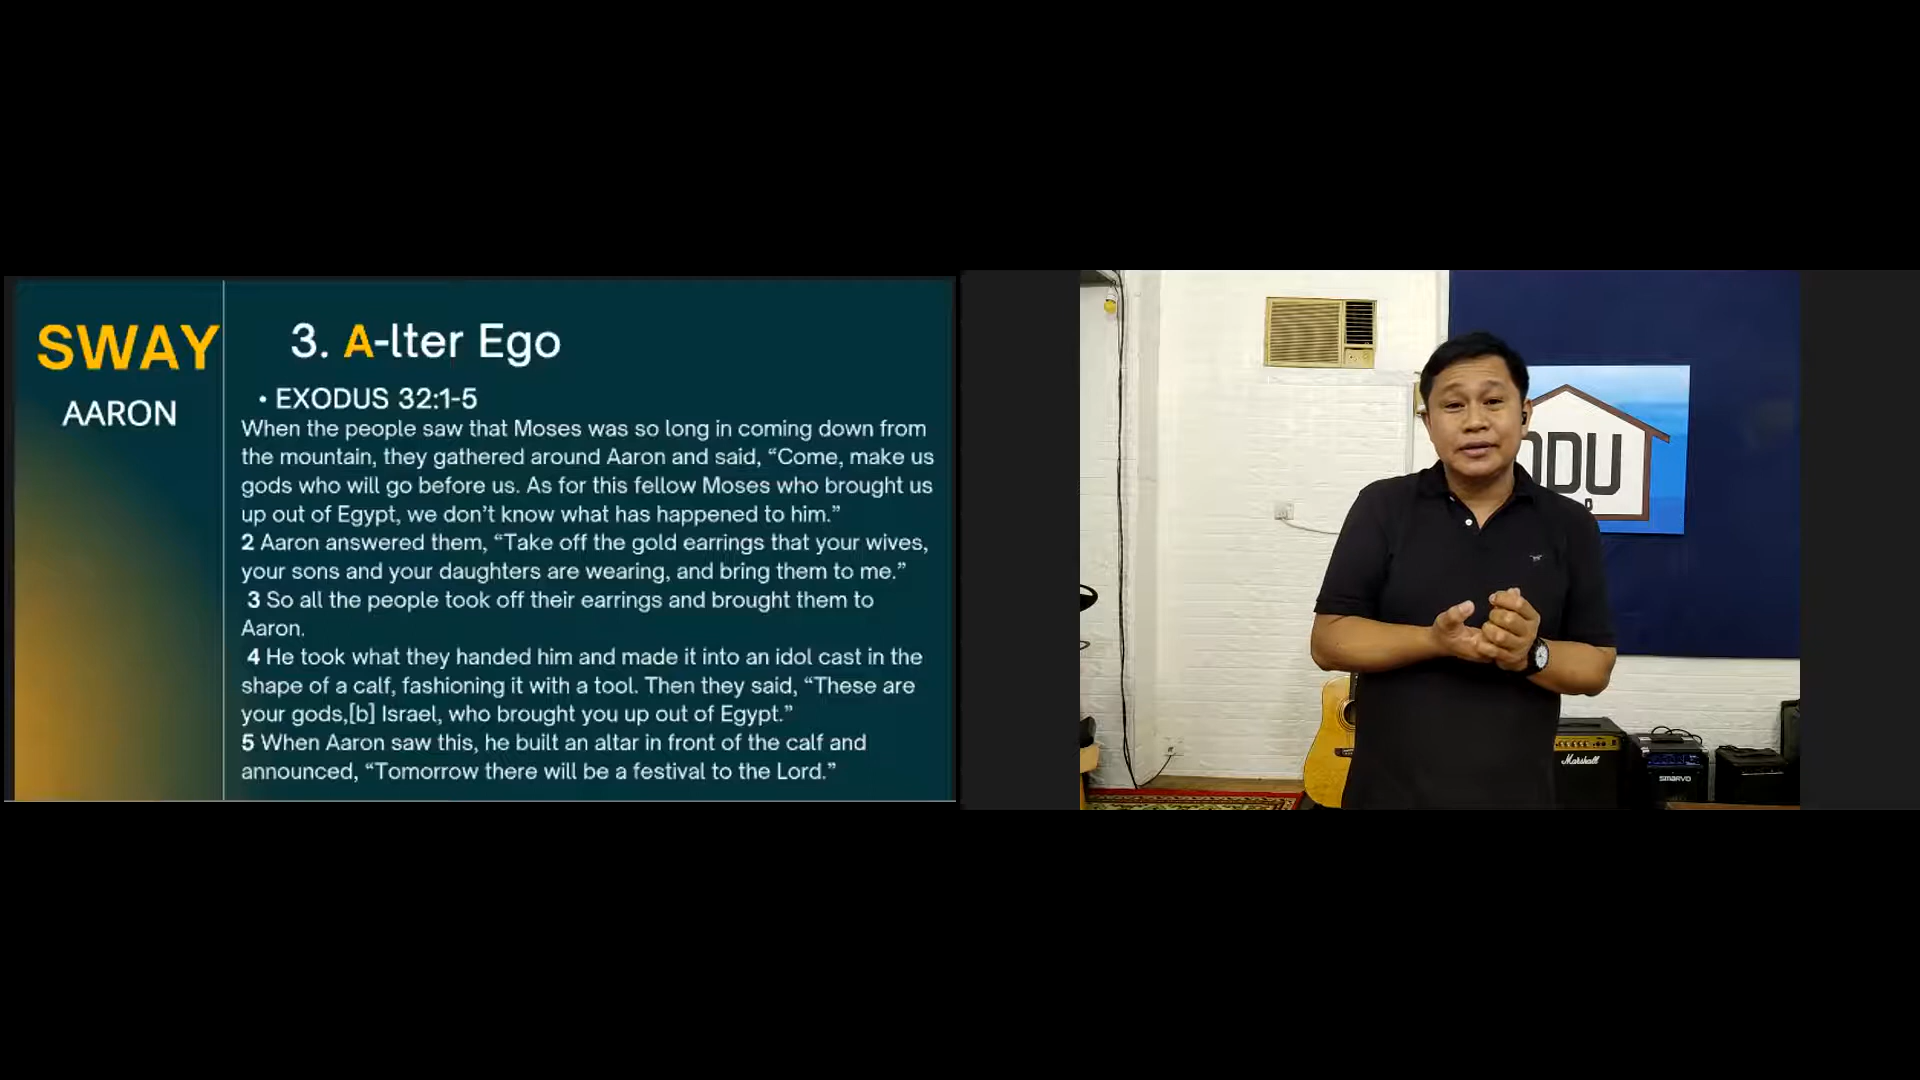 SWAY
AARON
3. A-lter Ego
• EXODUS 32:1-5
When the people saw that Moses was so long in coming down from
the mountain, they gathered around Aaron and said, “Come, make us
gods who will go before us. As for this fellow Moses who brought us
up out of Egypt, we don’t know what has happened to him.”
2 Aaron answered them, “Take off the gold earrings that your wives,
your sons and your daughters are wearing, and bring them to me.”
3 So all the people took off their earrings and brought them to
Aaron.
4 He took what they handed him and made it into an idol cast in the
shape of a calf, fashioning it with a tool. Then they said, “These are
your gods,[b] Israel, who brought you up out of Egypt.”
5 When Aaron saw this, he built an altar in front of the calf and
announced, “Tomorrow there will be a festival to the Lord.”
Marshall
SMARVO